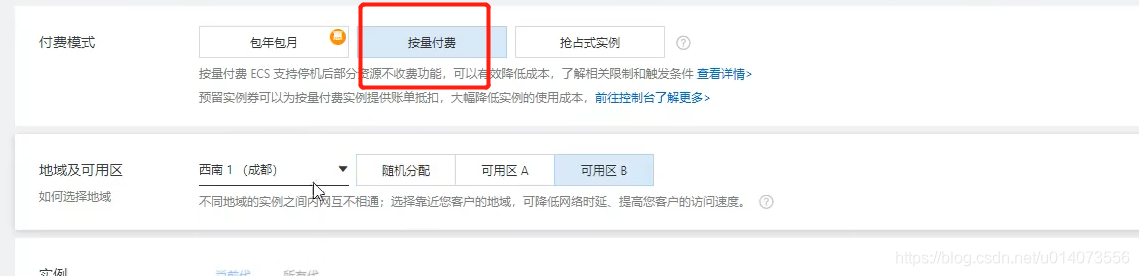 付费模式 包年包月 惠 按量付费 抢占式实例 ?
按量付费 ECS 支持停机后部分资源不收费功能，可以有效降低成本，了解相关限制和触发条件 查看详情>
预留实例券可以为按量付费实例提供账单抵扣，大幅降低实例的使用成本，前往控制台了解更多>
地域及可用区 西南 1 （成都） 随机分配 可用区 A 可用区 B
如何选择地域 不同地域的实例之间内网互不相通；选择靠近您客户的地域，可降低网络时延、提高您客户的访问速度。 ?
实例 当前代 所有代
https://blog.csdn.net/u014073556